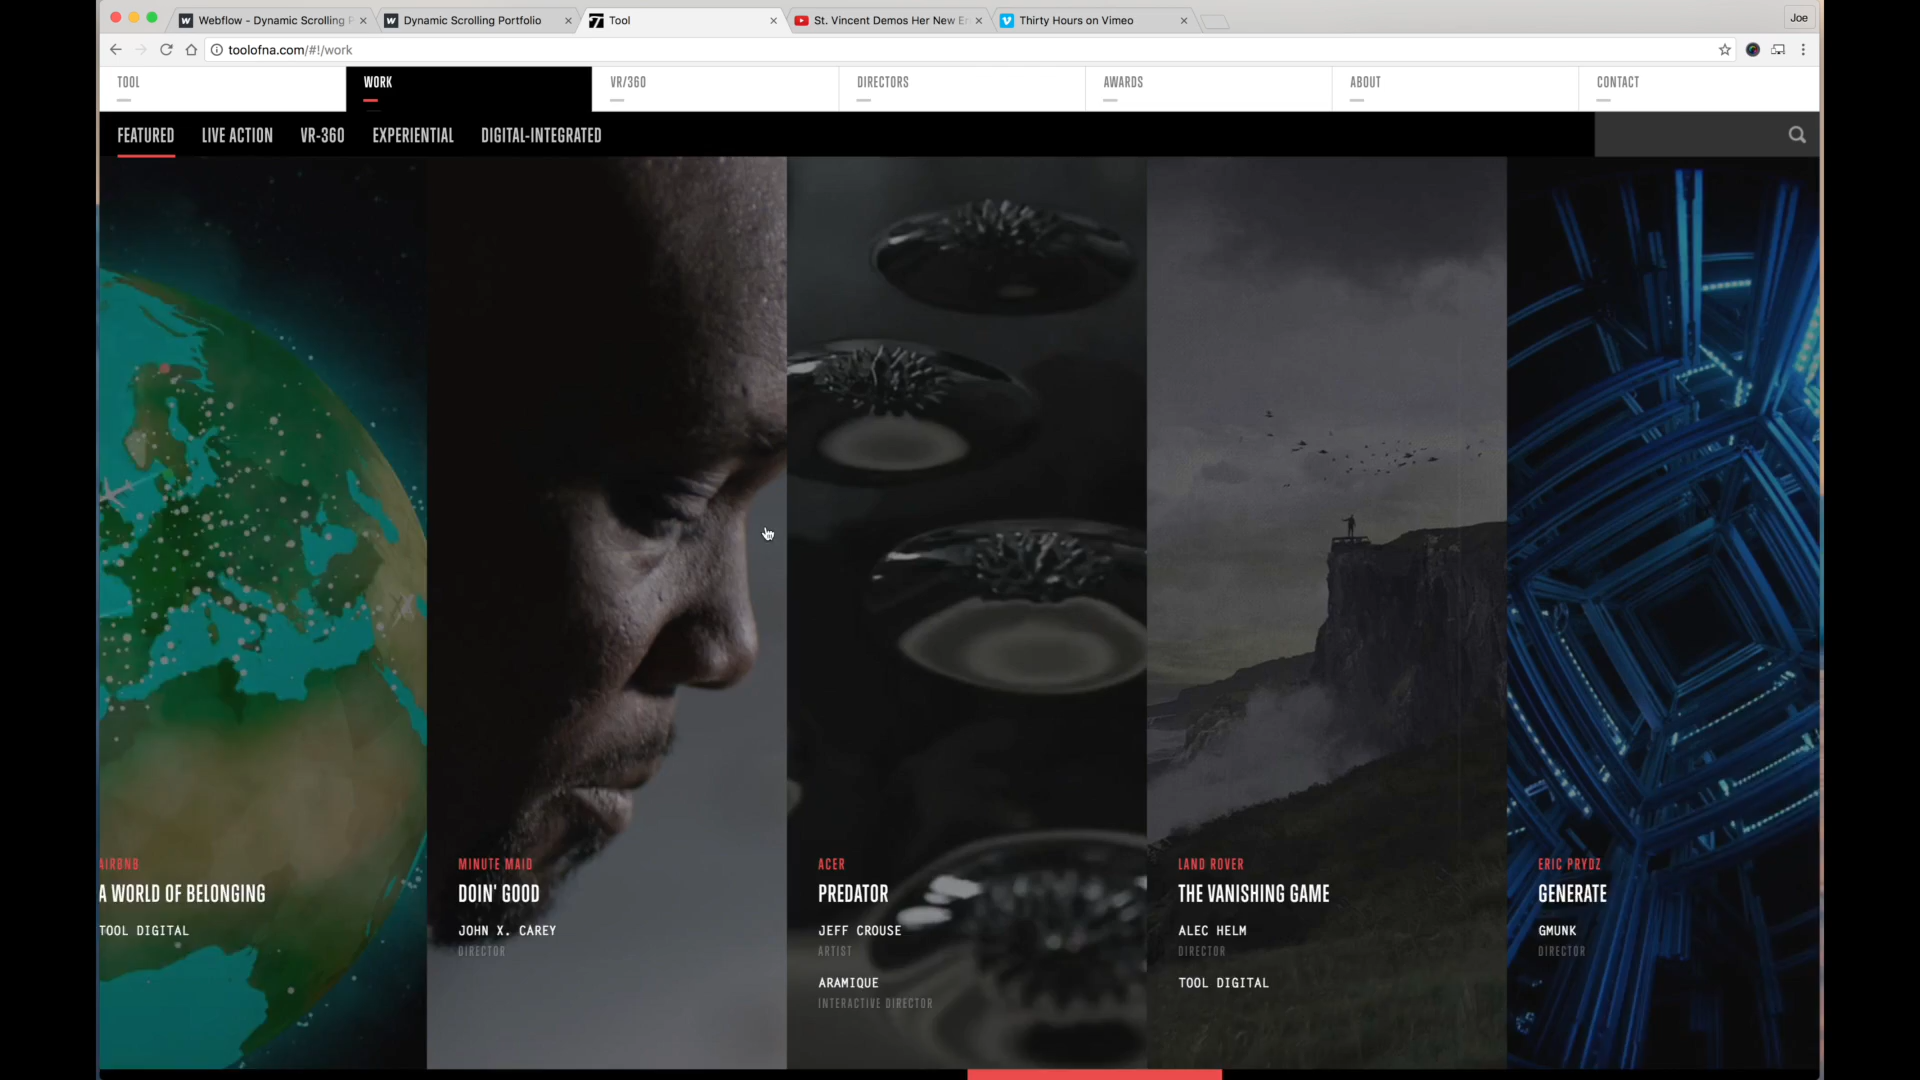 Webflow - Dynamic Scrolling P
Dynamic Scrolling Portfolio
Tool
St. Vincent Demos Her New Er
Thirty Hours on Vimeo
Joe
toolofna.com/#!/work
TOOL
WORK
VR/360
DIRECTORS
AWARDS
ABOUT
CONTACT
FEATURED
LIVE ACTION
VR-360
EXPERIENTIAL
DIGITAL-INTEGRATED
AIRBNB
A WORLD OF BELONGING
TOOL DIGITAL
MINUTE MAID
DOIN' GOOD
JOHN X. CAREY
DIRECTOR
ACER
PREDATOR
JEFF CROUSE
ARTIST
ARAMIQUE
INTERACTIVE DIRECTOR
LAND ROVER
THE VANISHING GAME
ALEC HELM
DIRECTOR
TOOL DIGITAL
ERIC PRYDZ
GENERATE
GMUNK
DIRECTOR